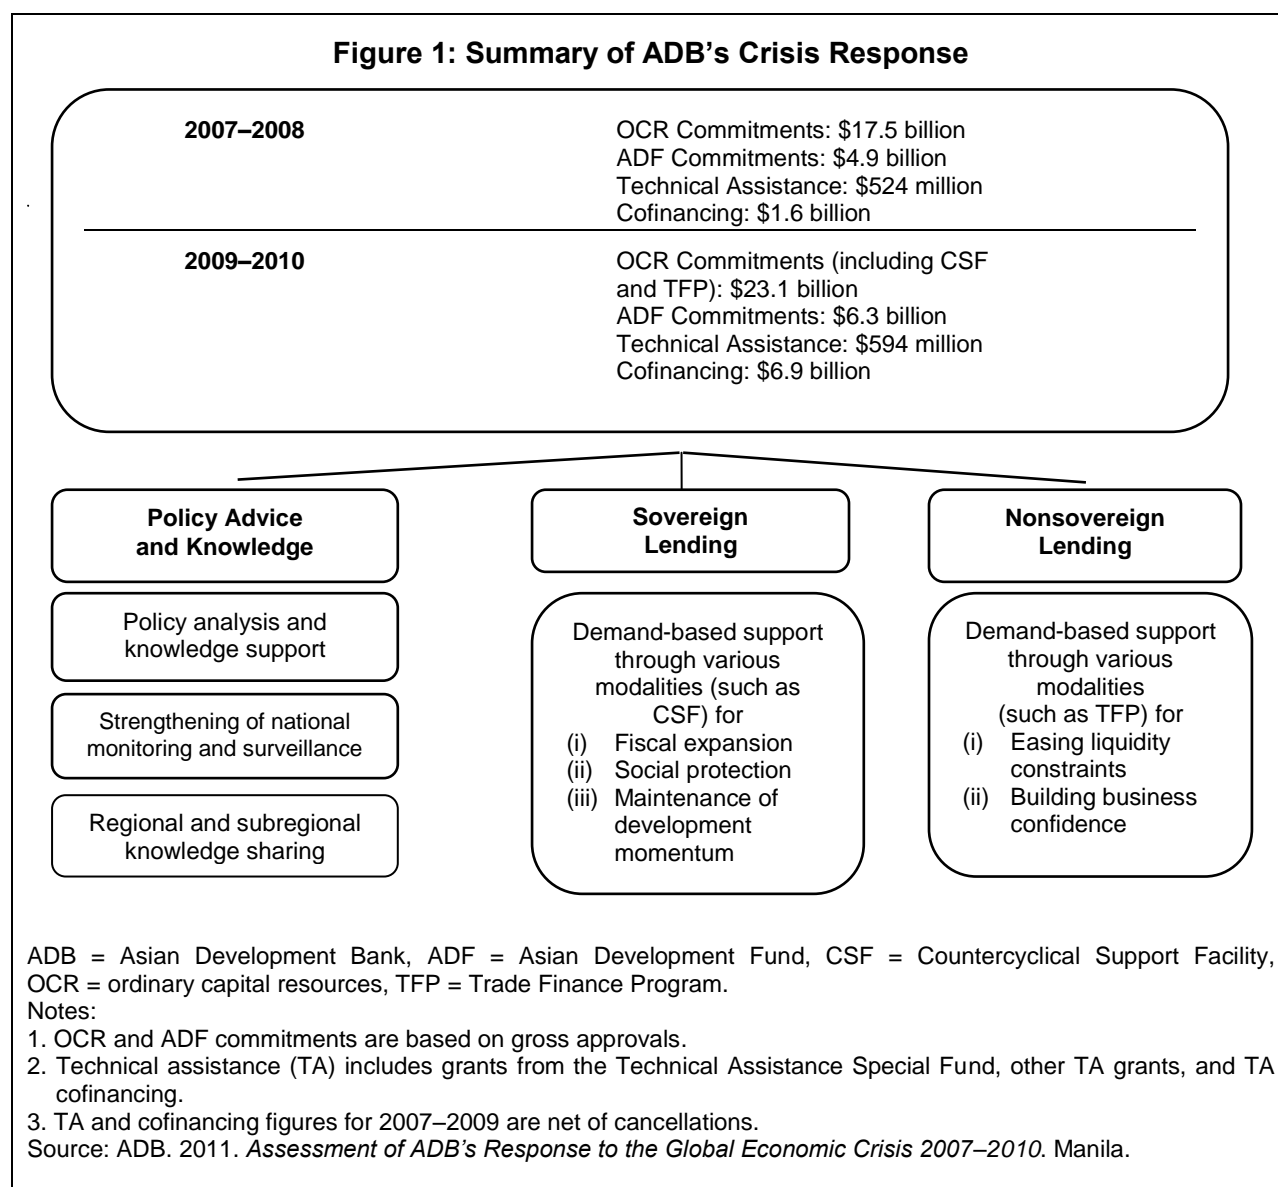 Figure 1: Summary of ADB's Crisis Response
2007–2008
OCR Commitments: $17.5 billion
ADF Commitments: $4.9 billion
Technical Assistance: $524 million
Cofinancing: $1.6 billion
2009–2010
OCR Commitments (including CSF
and TFP): $23.1 billion
ADF Commitments: $6.3 billion
Technical Assistance: $594 million
Cofinancing: $6.9 billion
Policy Advice
and Knowledge
Policy analysis and
knowledge support
Strengthening of national
monitoring and surveillance
Regional and subregional
knowledge sharing
Sovereign
Lending
Demand-based support
through various
modalities (such as
CSF) for
(i) Fiscal expansion
(ii) Social protection
(iii) Maintenance of
development
momentum
Nonsovereign
Lending
Demand-based support
through various
modalities
(such as TFP) for
(i) Easing liquidity
constraints
(ii) Building business
confidence
ADB = Asian Development Bank, ADF = Asian Development Fund, CSF = Countercyclical Support Facility,
OCR = ordinary capital resources, TFP = Trade Finance Program.
Notes:
1. OCR and ADF commitments are based on gross approvals.
2. Technical assistance (TA) includes grants from the Technical Assistance Special Fund, other TA grants, and TA
cofinancing.
3. TA and cofinancing figures for 2007–2009 are net of cancellations.
Source: ADB. 2011. Assessment of ADB's Response to the Global Economic Crisis 2007–2010. Manila.